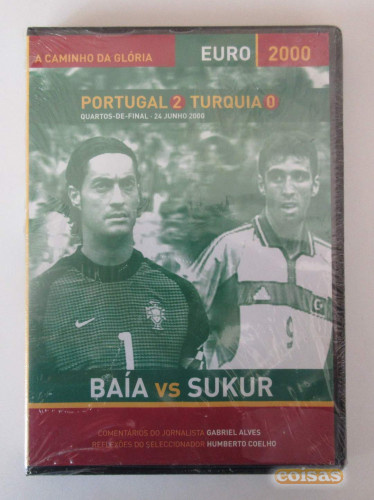 A CAMINHO DA GLÓRIA
EURO 2000
PORTUGAL 2 TURQUIA 0
QUARTOS-DE-FINAL - 24 JUNHO 2000
1
9
BAÍA VS SUKUR
COMENTÁRIOS DO JORNALISTA GABRIEL ALVES
REFLEXÕES DO SELECCIONADOR HUMBERTO COELHO
coisas